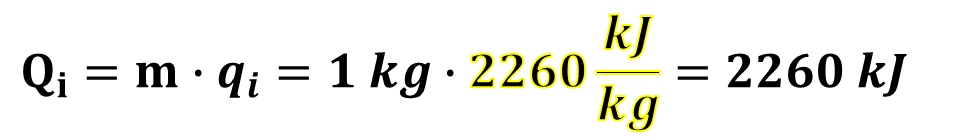 Qᵢ = m · qᵢ = 1 kg · 2260 kJ/kg = 2260 kJ